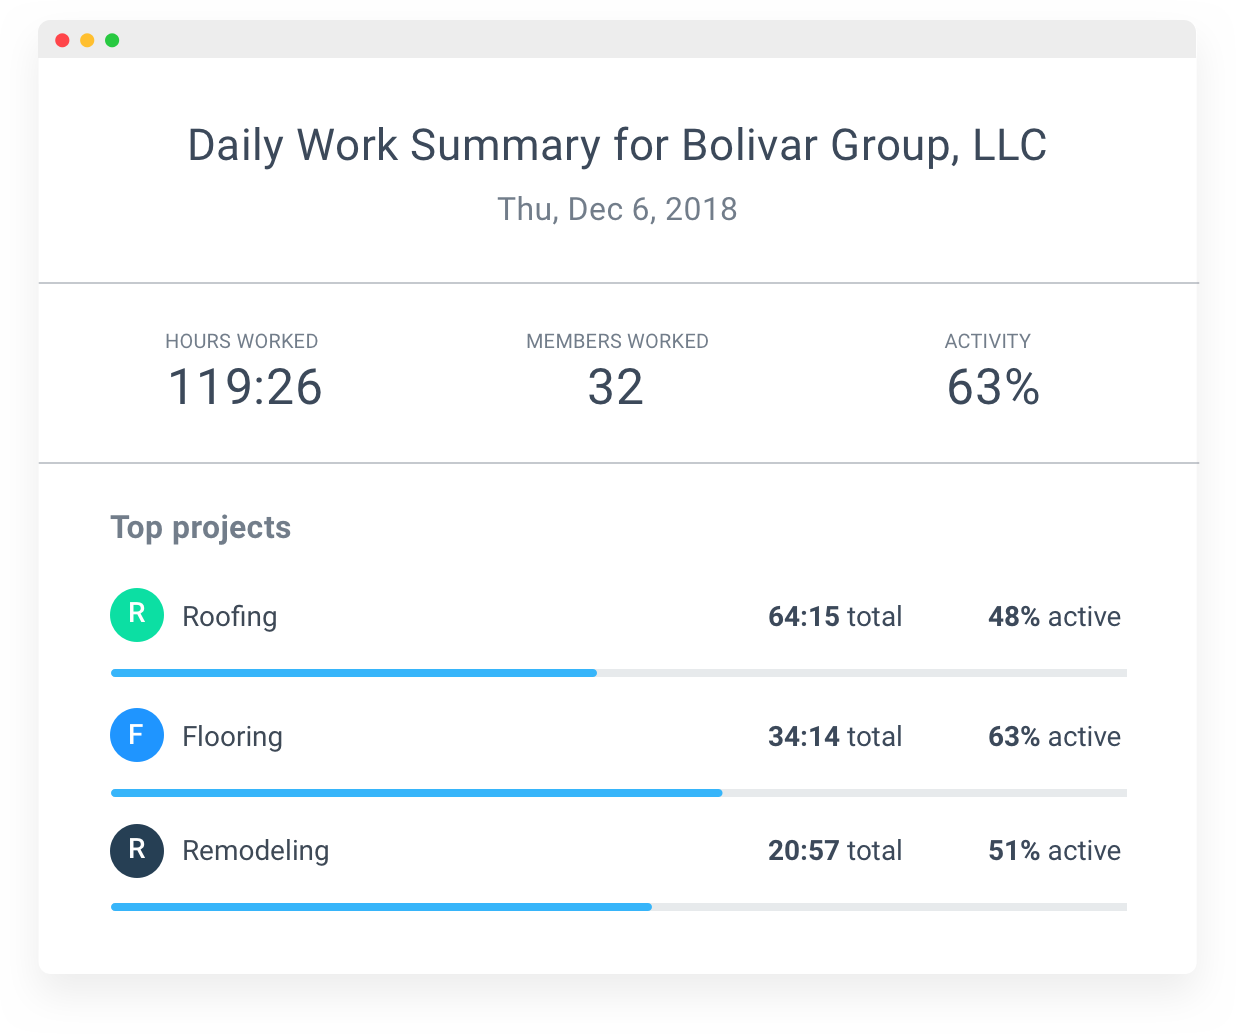 Daily Work Summary for Bolivar Group, LLC
Thu, Dec 6, 2018
HOURS WORKED MEMBERS WORKED ACTIVITY
119:26 32 63%
Top projects
R Roofing 64:15 total 48% active
F Flooring 34:14 total 63% active
R Remodeling 20:57 total 51% active